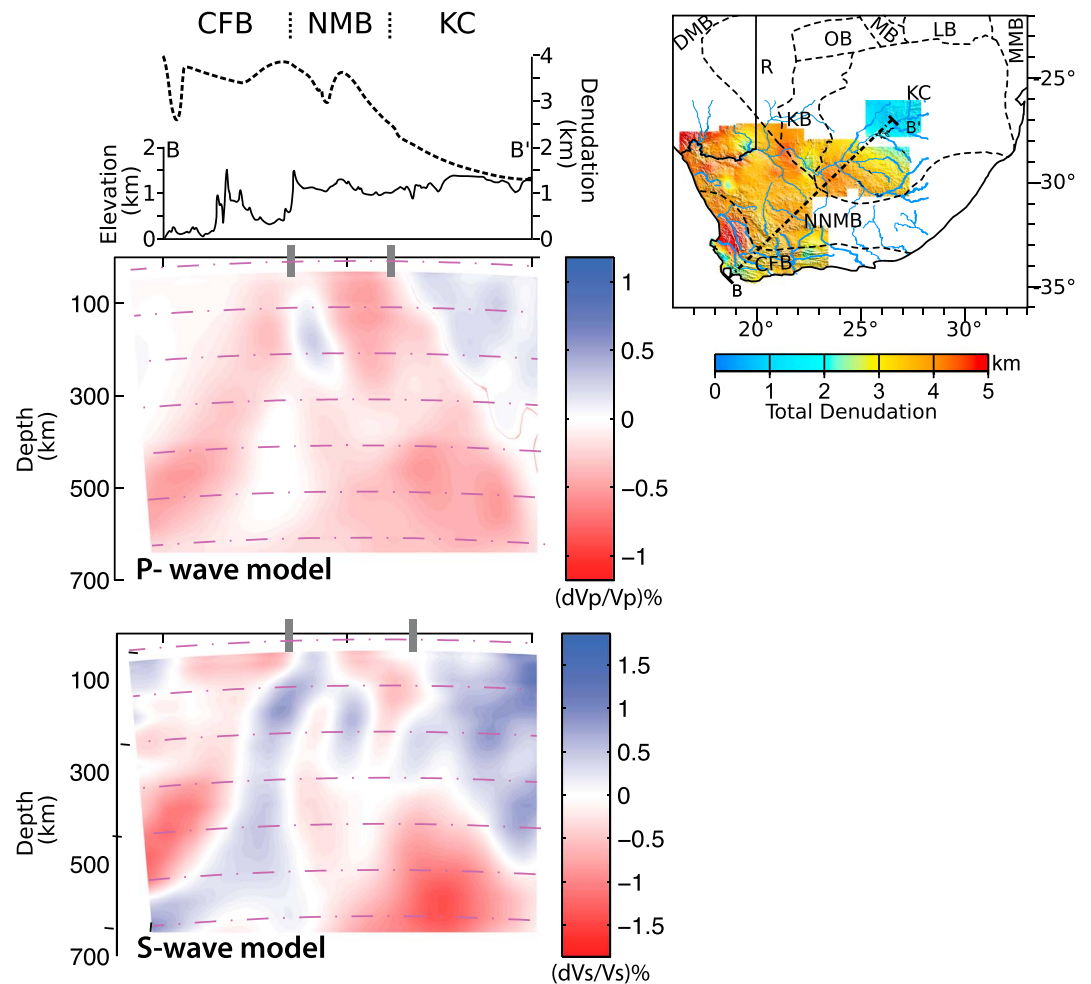 CFB NMB KC
4
3
2
1
0
Denudation
(km)
2
1
0
Elevation
(km)
B B'
100
300
500
700
Depth
(km)
P- wave model
1
0.5
0
−0.5
−1
(dVp/Vp)%
100
300
500
700
Depth
(km)
S-wave model
1.5
1
0.5
0
−0.5
−1
−1.5
(dVs/Vs)%
DMB
R
OB
MB
LB
MMB
KC
KB
B'
NNMB
CFB
B
−25°
−30°
−35°
20° 25° 30°
0 1 2 3 4 5 km
Total Denudation